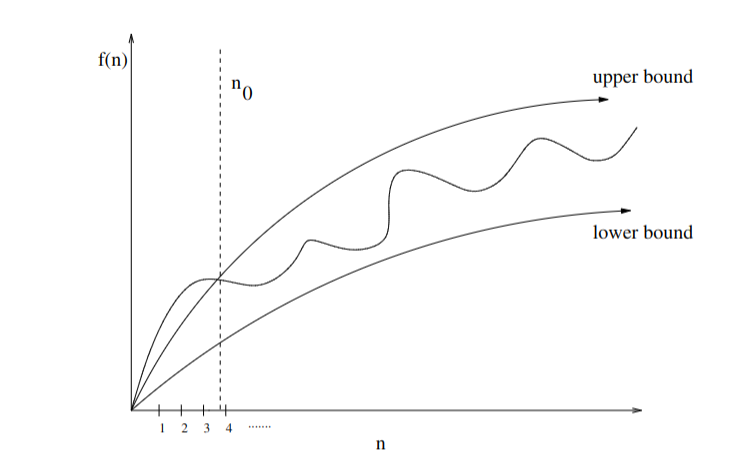 f(n)
n0
upper bound
lower bound
1 2 3 4 .......
n